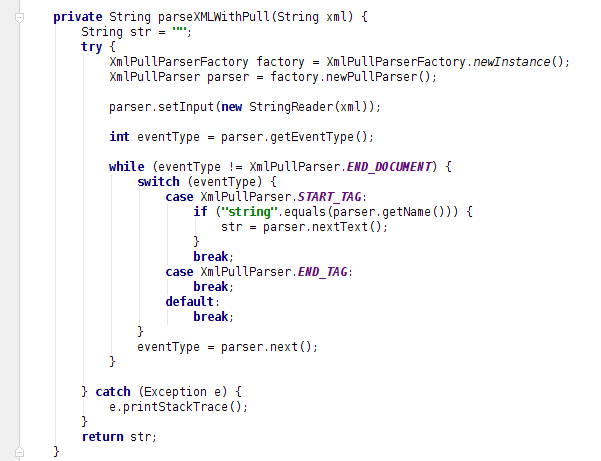 private String parseXMLWithPull(String xml) {
String str = "";
try {
XmlPullParserFactory factory = XmlPullParserFactory.newInstance();
XmlPullParser parser = factory.newPullParser();
parser.setInput(new StringReader(xml));
int eventType = parser.getEventType();
while (eventType != XmlPullParser.END_DOCUMENT) {
switch (eventType) {
case XmlPullParser.START_TAG:
if ("string".equals(parser.getName())) {
str = parser.nextText();
}
break;
case XmlPullParser.END_TAG:
break;
default:
break;
}
eventType = parser.next();
}
} catch (Exception e) {
e.printStackTrace();
}
return str;
}